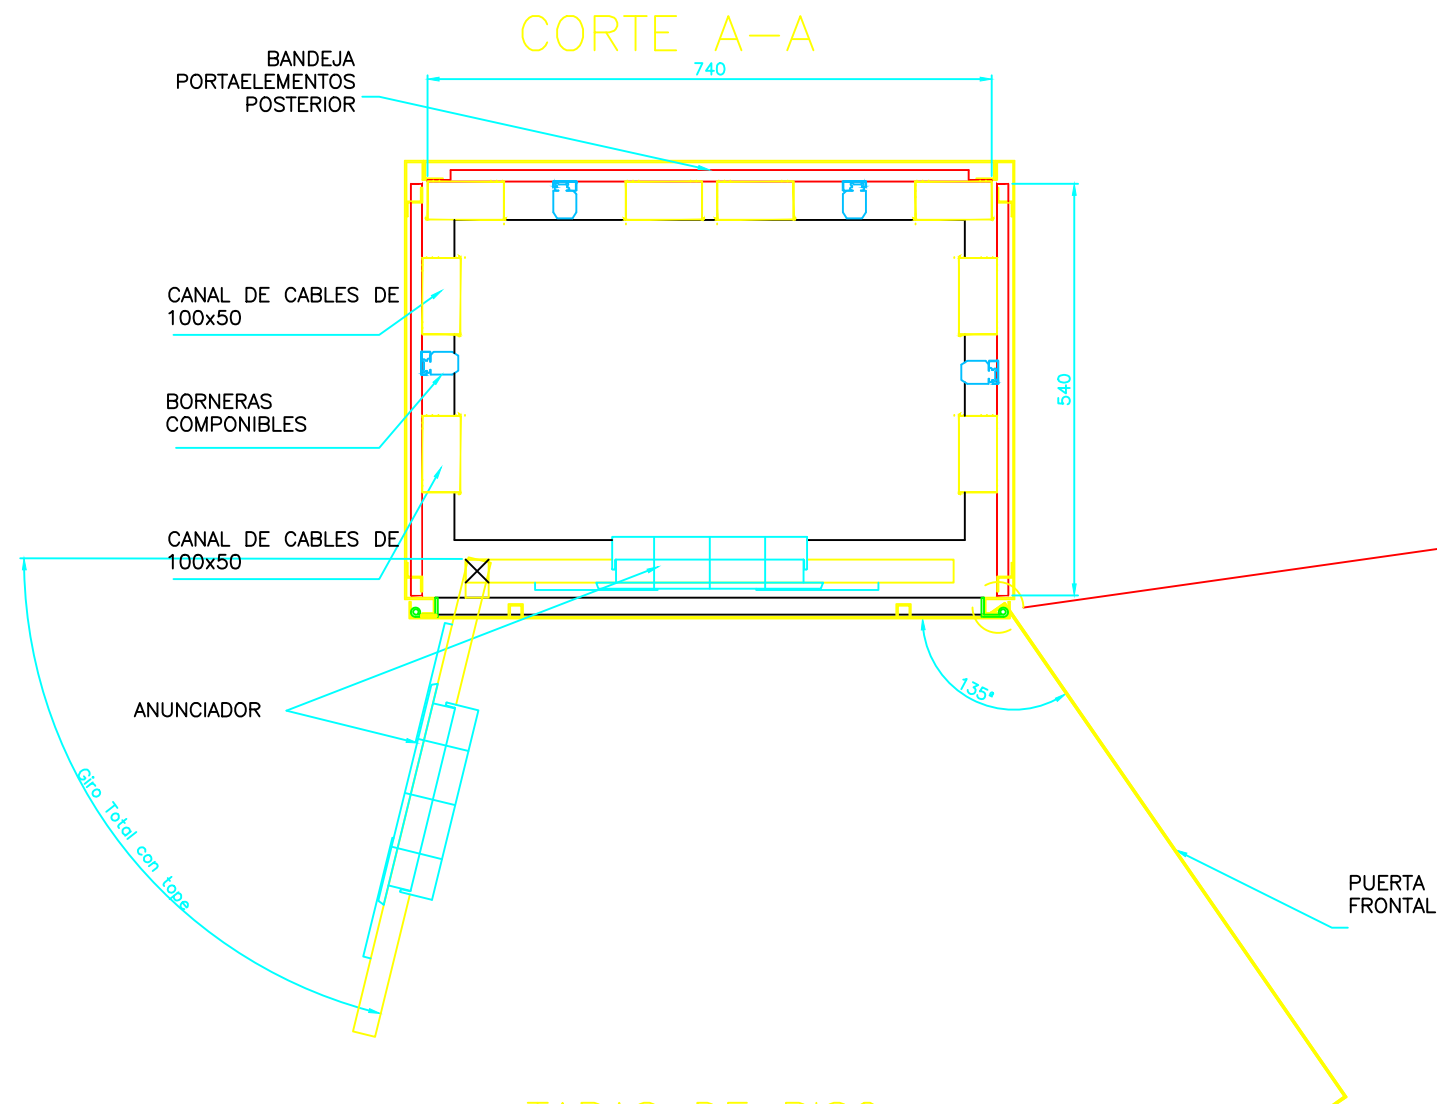 CORTE A-A
BANDEJA
PORTAELEMENTOS
POSTERIOR
740
CANAL DE CABLES DE
100x50
540
BORNERAS
COMPONIBLES
CANAL DE CABLES DE
100x50
135°
ANUNCIADOR
Giro Total con tope
PUERTA
FRONTAL